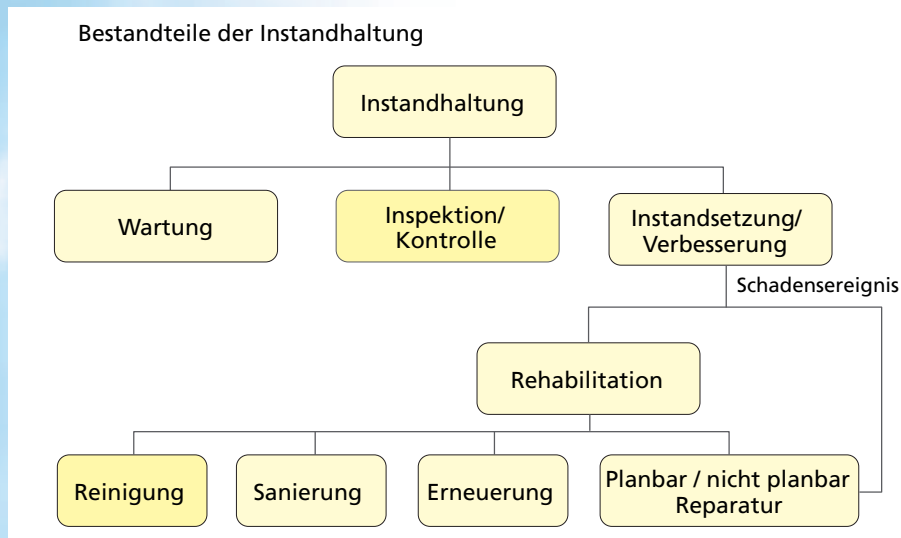 Bestandteile der Instandhaltung
Instandhaltung
Wartung
Inspektion/
Kontrolle
Instandsetzung/
Verbesserung
Schadensereignis
Rehabilitation
Reinigung
Sanierung
Erneuerung
Planbar / nicht planbar
Reparatur